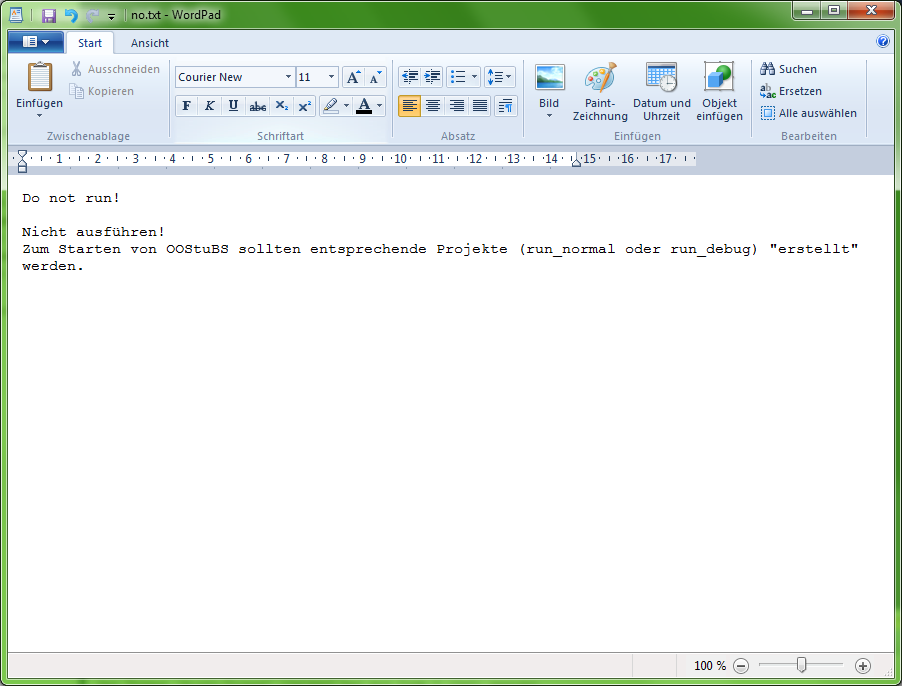 no.txt - WordPad
Start Ansicht
Einfügen
Ausschneiden
Kopieren
Zwischenablage
Courier New 11
F K U abc X₂ X²
A
Schriftart
Absatz
Bild
Paint-
Zeichnung
Datum und
Uhrzeit
Objekt
einfügen
Einfügen
Suchen
Ersetzen
Alle auswählen
Bearbeiten
1 2 3 4 5 6 7 8 9 10 11 12 13 14 15 16 17
Do not run!
Nicht ausführen!
Zum Starten von OOStuBS sollten entsprechende Projekte (run_normal oder run_debug) "erstellt"
werden.
100 %